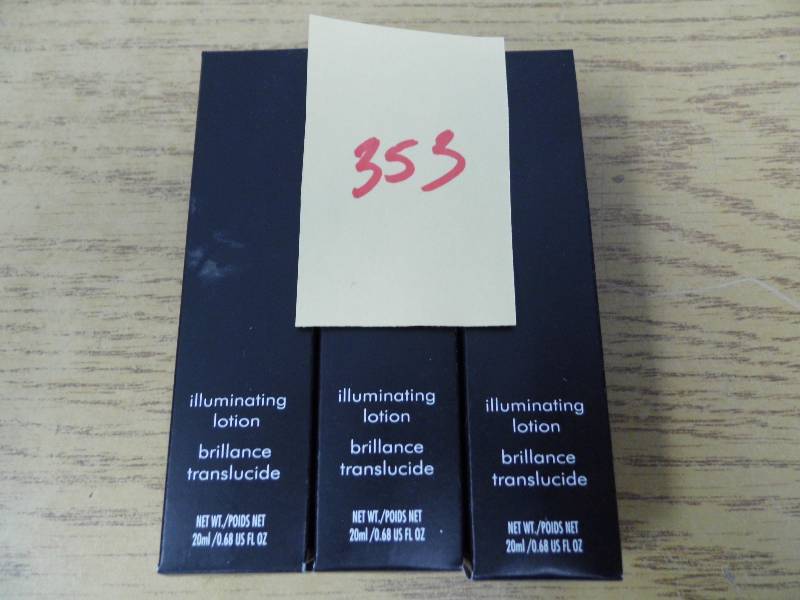 353
illuminating
lotion
brillance
translucide
NET WT./POIDS NET
20ml /0.68 US FL OZ
illuminating
lotion
brillance
translucide
NET WT./POIDS NET
20ml /0.68 US FL OZ
illuminating
lotion
brillance
translucide
NET WT./POIDS NET
20ml /0.68 US FL OZ